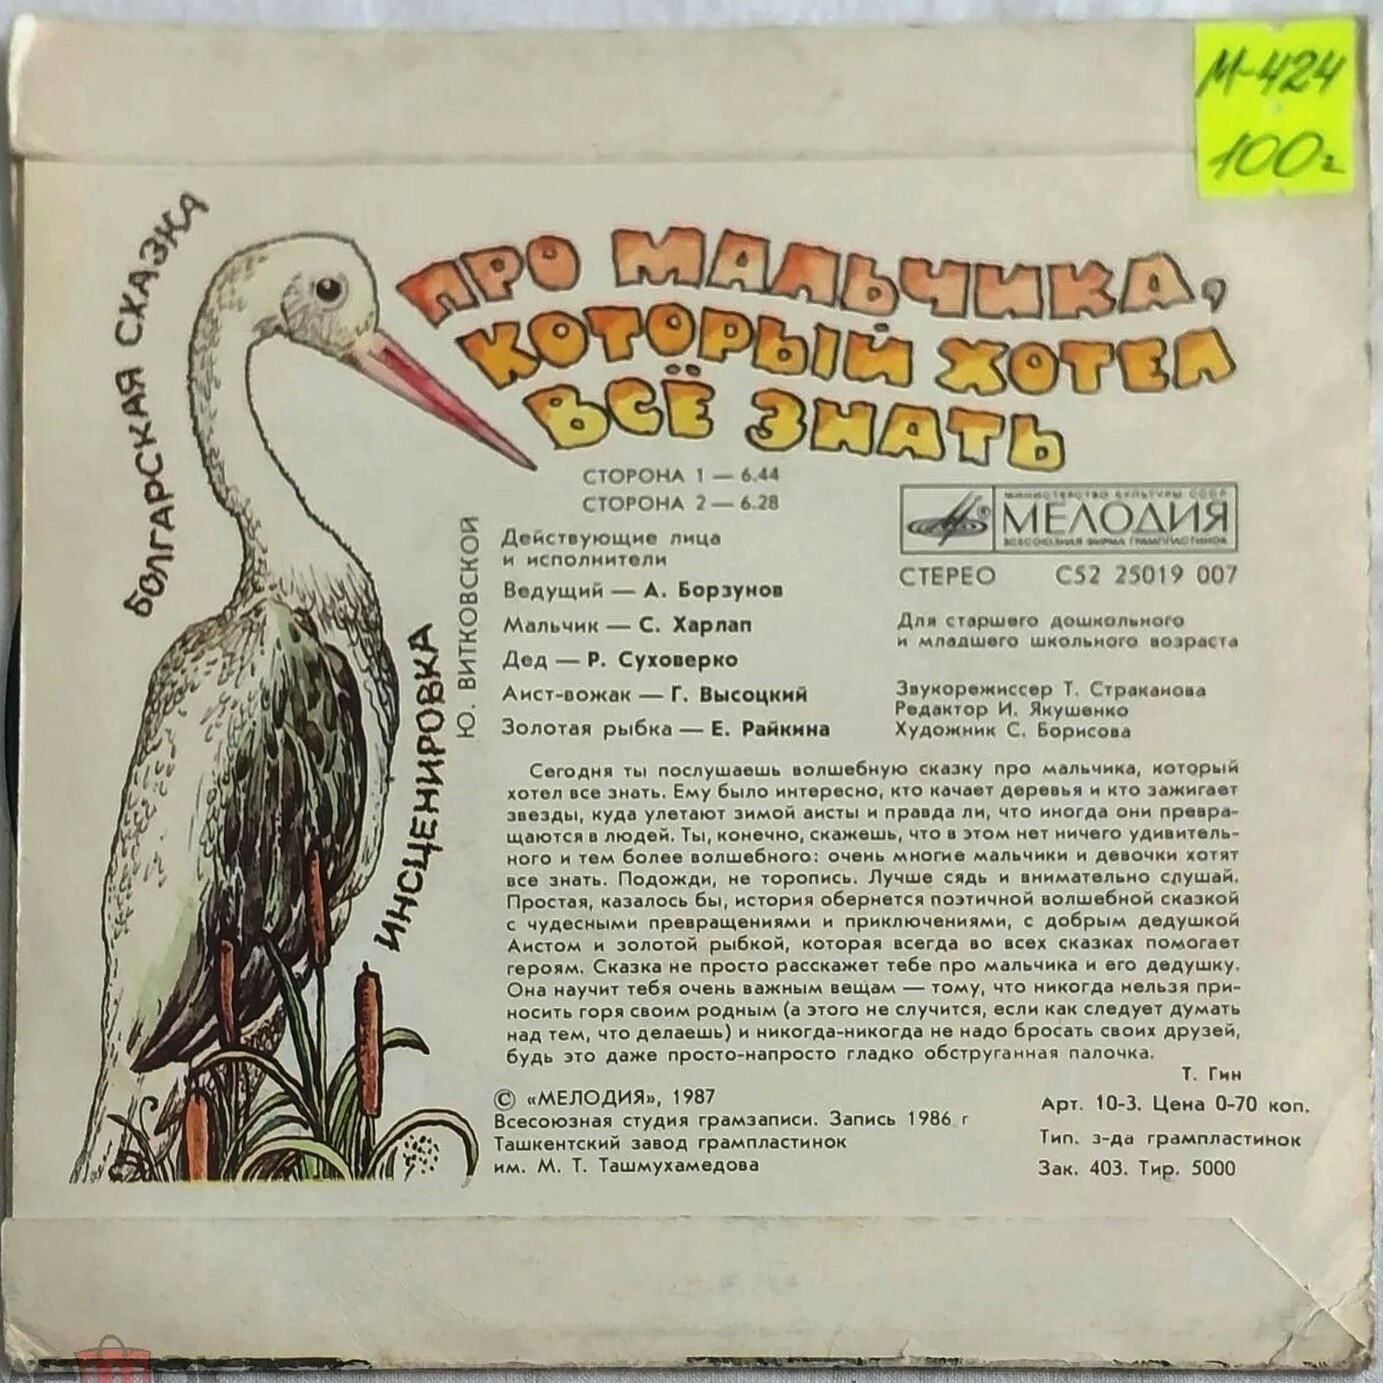 М-424
100г
БОЛГАРСКАЯ СКАЗКА
ПРО МАЛЬЧИКА,
КОТОРЫЙ ХОТЕЛ
ВСЁ ЗНАТЬ
ИНСЦЕНИРОВКА
Ю. ВИТКОВСКОЙ
СТОРОНА 1 — 6.44
СТОРОНА 2 — 6.28
Действующие лица
и исполнители
Ведущий — А. Борзунов
Мальчик — С. Харлап
Дед — Р. Суховерко
Аист-вожак — Г. Высоцкий
Золотая рыбка — Е. Райкина
МИНИСТЕРСТВО КУЛЬТУРЫ СССР
МЕЛОДИЯ
ВСЕСОЮЗНАЯ ФИРМА ГРАМПЛАСТИНОК
СТЕРЕО С52 25019 007
Для старшего дошкольного
и младшего школьного возраста
Звукорежиссер Т. Страканова
Редактор И. Якушенко
Художник С. Борисова
Сегодня ты послушаешь волшебную сказку про мальчика, который
хотел все знать. Ему было интересно, кто качает деревья и кто зажигает
звезды, куда улетают зимой аисты и правда ли, что иногда они превра-
щаются в людей. Ты, конечно, скажешь, что в этом нет ничего удивитель-
ного и тем более волшебного: очень многие мальчики и девочки хотят
все знать. Подожди, не торопись. Лучше сядь и внимательно слушай.
Простая, казалось бы, история обернется поэтичной волшебной сказкой
с чудесными превращениями и приключениями, с добрым дедушкой
Аистом и золотой рыбкой, которая всегда во всех сказках помогает
героям. Сказка не просто расскажет тебе про мальчика и его дедушку.
Она научит тебя очень важным вещам — тому, что никогда нельзя при-
носить горя своим родным (а этого не случится, если как следует думать
над тем, что делаешь) и никогда-никогда не надо бросать своих друзей,
будь это даже просто-напросто гладко обструганная палочка.
Т. Гин
© «МЕЛОДИЯ», 1987
Всесоюзная студия грамзаписи. Запись 1986 г
Ташкентский завод грампластинок
им. М. Т. Ташмухамедова
Арт. 10-3. Цена 0-70 коп.
Тип. з-да грампластинок
Зак. 403. Тир. 5000